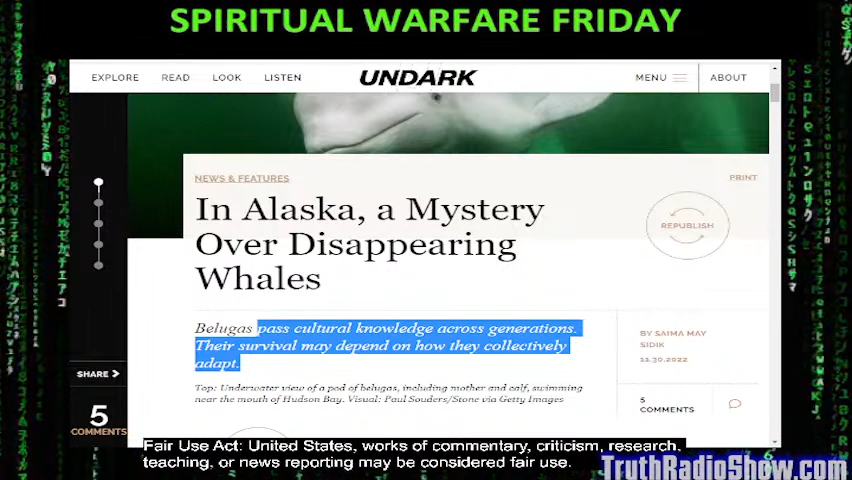 SPIRITUAL WARFARE FRIDAY
EXPLORE READ LOOK LISTEN UNDARK MENU ABOUT
NEWS & FEATURES
PRINT
In Alaska, a Mystery
Over Disappearing
Whales
REPUBLISH
Belugas pass cultural knowledge across generations.
Their survival may depend on how they collectively
adapt.
BY SAIMA MAY
SIDIK
11.30.2022
Top: Underwater view of a pod of belugas, including mother and calf, swimming
near the mouth of Hudson Bay. Visual: Paul Souders/Stone via Getty Images
5
COMMENTS
SHARE
5
COMMENTS
Fair Use Act: United States, works of commentary, criticism, research,
teaching, or news reporting may be considered fair use.
TruthRadioShow.com